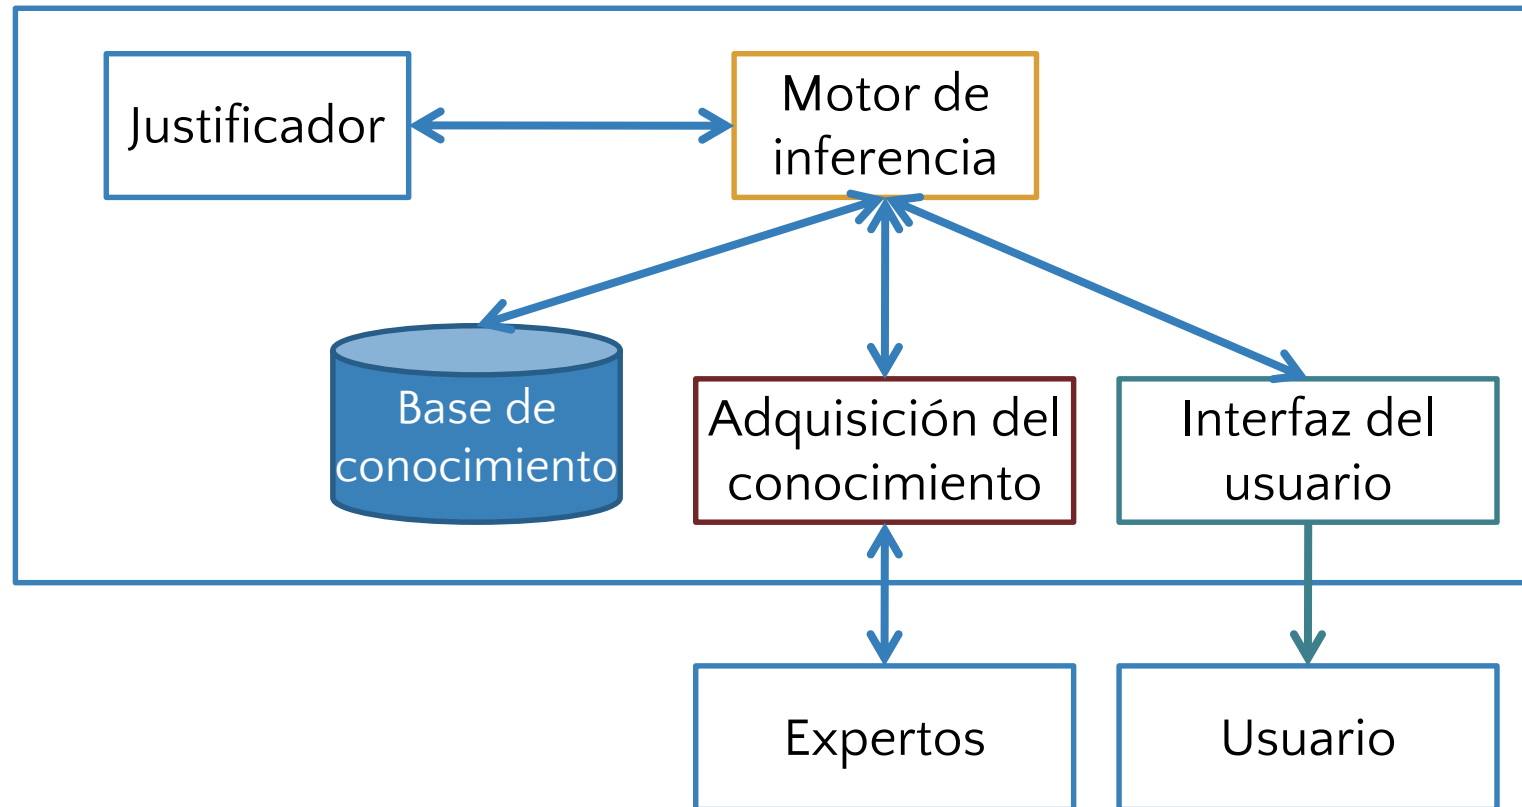 Justificador
Motor de
inferencia
Base de
conocimiento
Adquisición del
conocimiento
Interfaz del
usuario
Expertos
Usuario